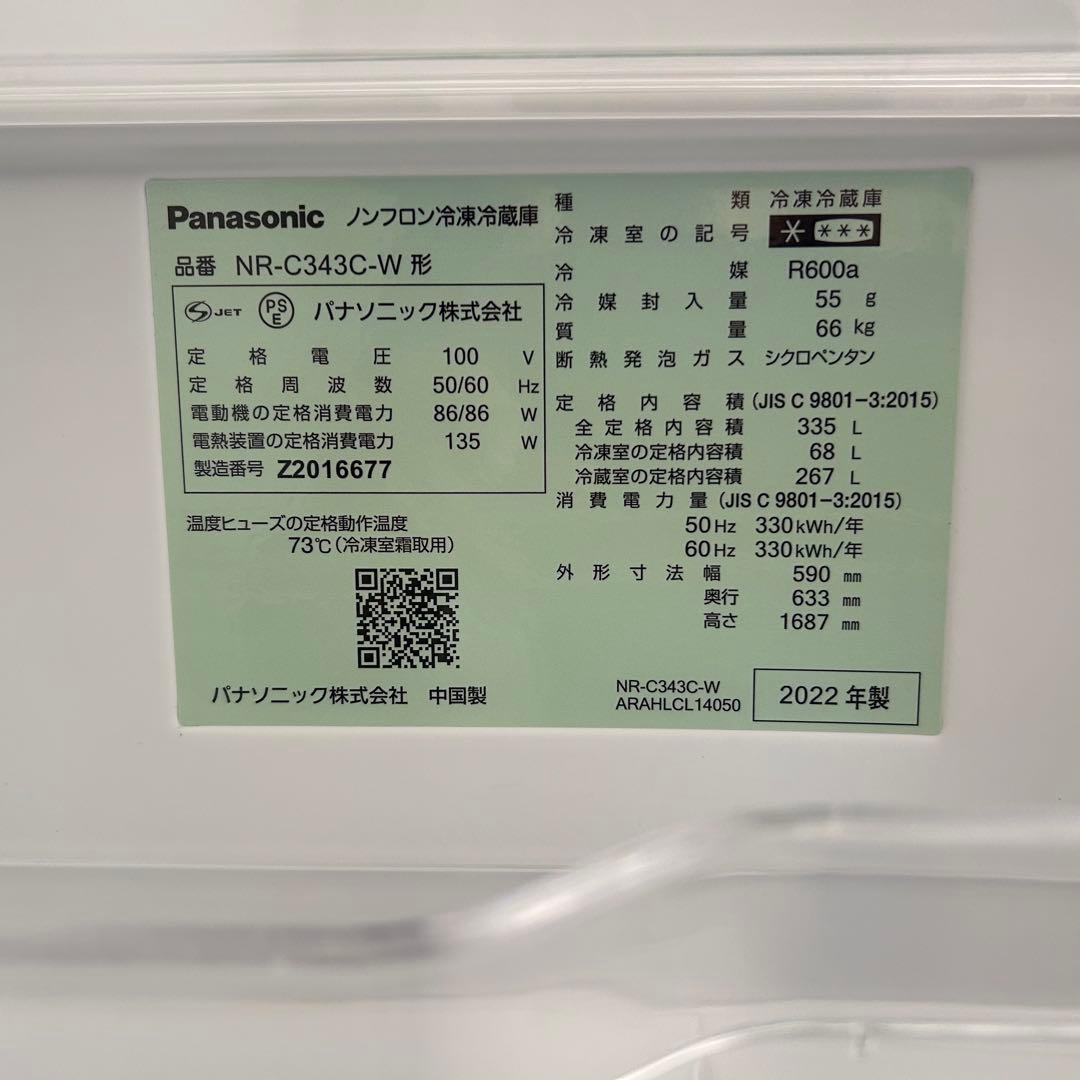 Panasonic ノンフロン冷凍冷蔵庫
品番 NR-C343C-W 形
S JET PSE パナソニック株式会社
定格電圧 100 V
定格周波数 50/60 Hz
電動機の定格消費電力 86/86 W
電熱装置の定格消費電力 135 W
製造番号 Z2016677
温度ヒューズの定格動作温度
73℃(冷凍室霜取用)
パナソニック株式会社 中国製
種類 冷凍冷蔵庫
冷凍室の記号 * ***
冷媒 R600a
冷媒封入量 55 g
質量 66 kg
断熱発泡ガス シクロペンタン
定格内容積 (JIS C 9801-3:2015)
全定格内容積 335 L
冷凍室の定格内容積 68 L
冷蔵室の定格内容積 267 L
消費電力量 (JIS C 9801-3:2015)
50Hz 330kWh/年
60Hz 330kWh/年
外形寸法 幅 590 mm
奥行 633 mm
高さ 1687 mm
NR-C343C-W
ARAHLCL14050
2022 年製